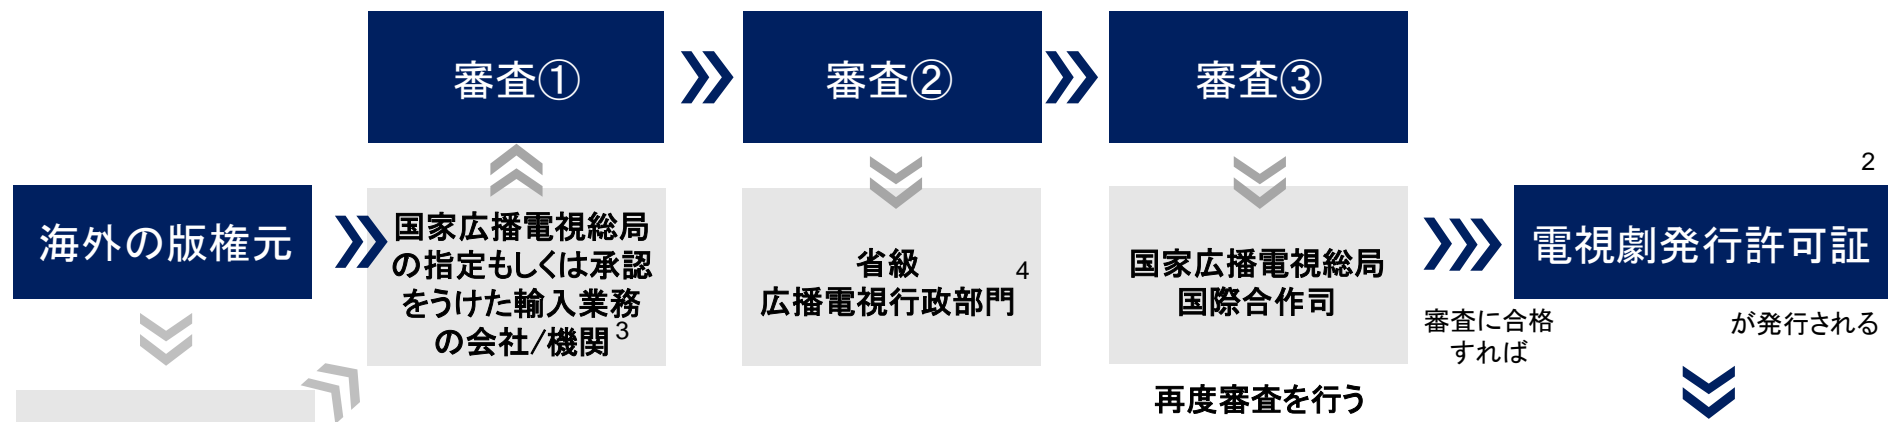 審査①
審査②
審査③
2
海外の版権元
国家広播電視総局
の指定もしくは承認
をうけた輸入業務
の会社/機関3
省級
広播電視行政部門4
国家広播電視総局
国際合作司
電視劇発行許可証
審査に合格
すれば
が発行される
再度審査を行う